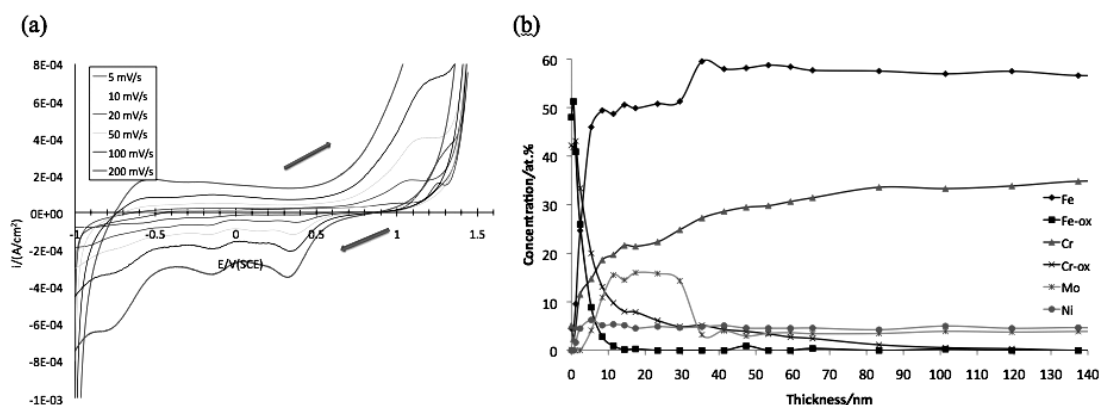 (a)
8E-04
6E-04
4E-04
2E-04
0E+00
-2E-04
-4E-04
-6E-04
-8E-04
-1E-03
i/(A/cm²)
5 mV/s
10 mV/s
20 mV/s
50 mV/s
100 mV/s
200 mV/s
-1 -0.5 0 0.5 1 1.5
E/V(SCE)
(b)
60
50
40
30
20
10
0
Concentration/at.%
Fe
Fe-ox
Cr
Cr-ox
Mo
Ni
0 10 20 30 40 50 60 70 80 90 100 110 120 130 140
Thickness/nm